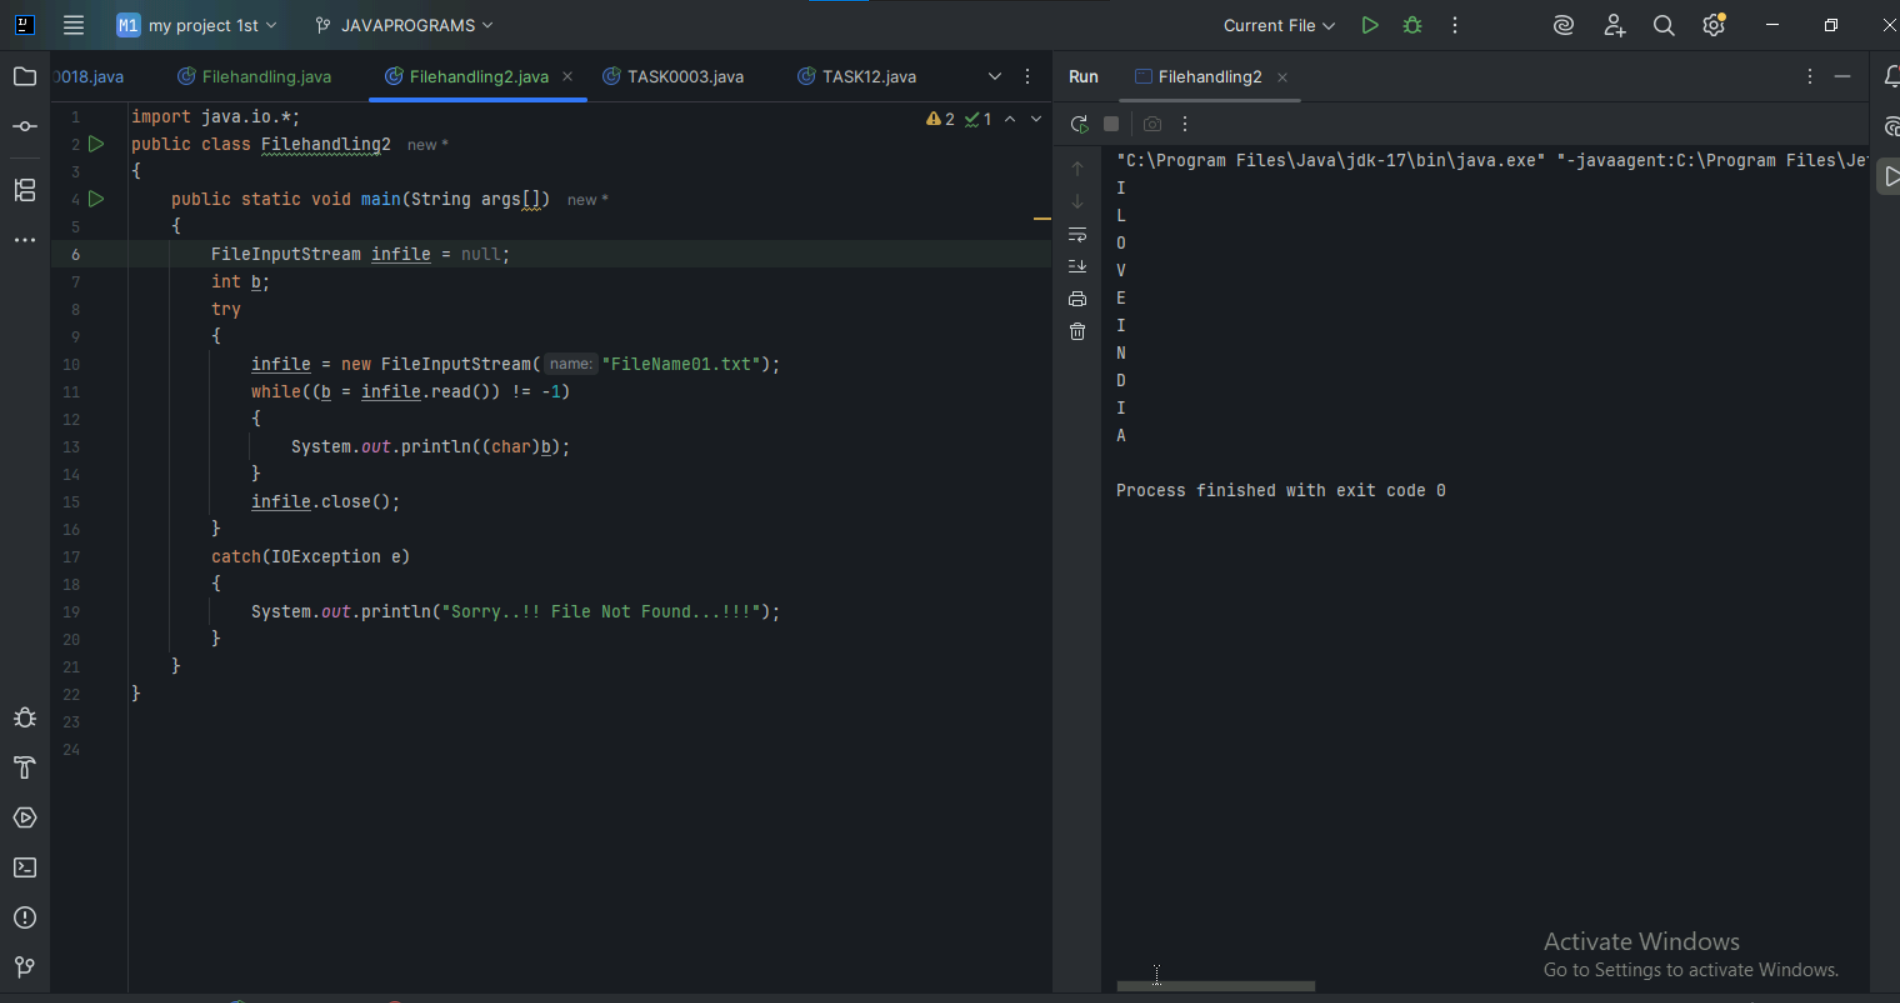 M1 my project 1st JAVAPROGRAMS Current File
0018.java Filehandling.java Filehandling2.java TASK0003.java TASK12.java
1 import java.io.*;
2 public class Filehandling2 new *
3 {
4 public static void main(String args[]) new *
5 {
6 FileInputStream infile = null;
7 int b;
8 try
9 {
10 infile = new FileInputStream( name: "FileName01.txt");
11 while((b = infile.read()) != -1)
12 {
13 System.out.println((char)b);
14 }
15 infile.close();
16 }
17 catch(IOException e)
18 {
19 System.out.println("Sorry..!! File Not Found...!!!");
20 }
21 }
22 }
23
24
2 1
Run Filehandling2
"C:\Program Files\Java\jdk-17\bin\java.exe" "-javaagent:C:\Program Files\Je
I
L
O
V
E
I
N
D
I
A
Process finished with exit code 0
Activate Windows
Go to Settings to activate Windows.